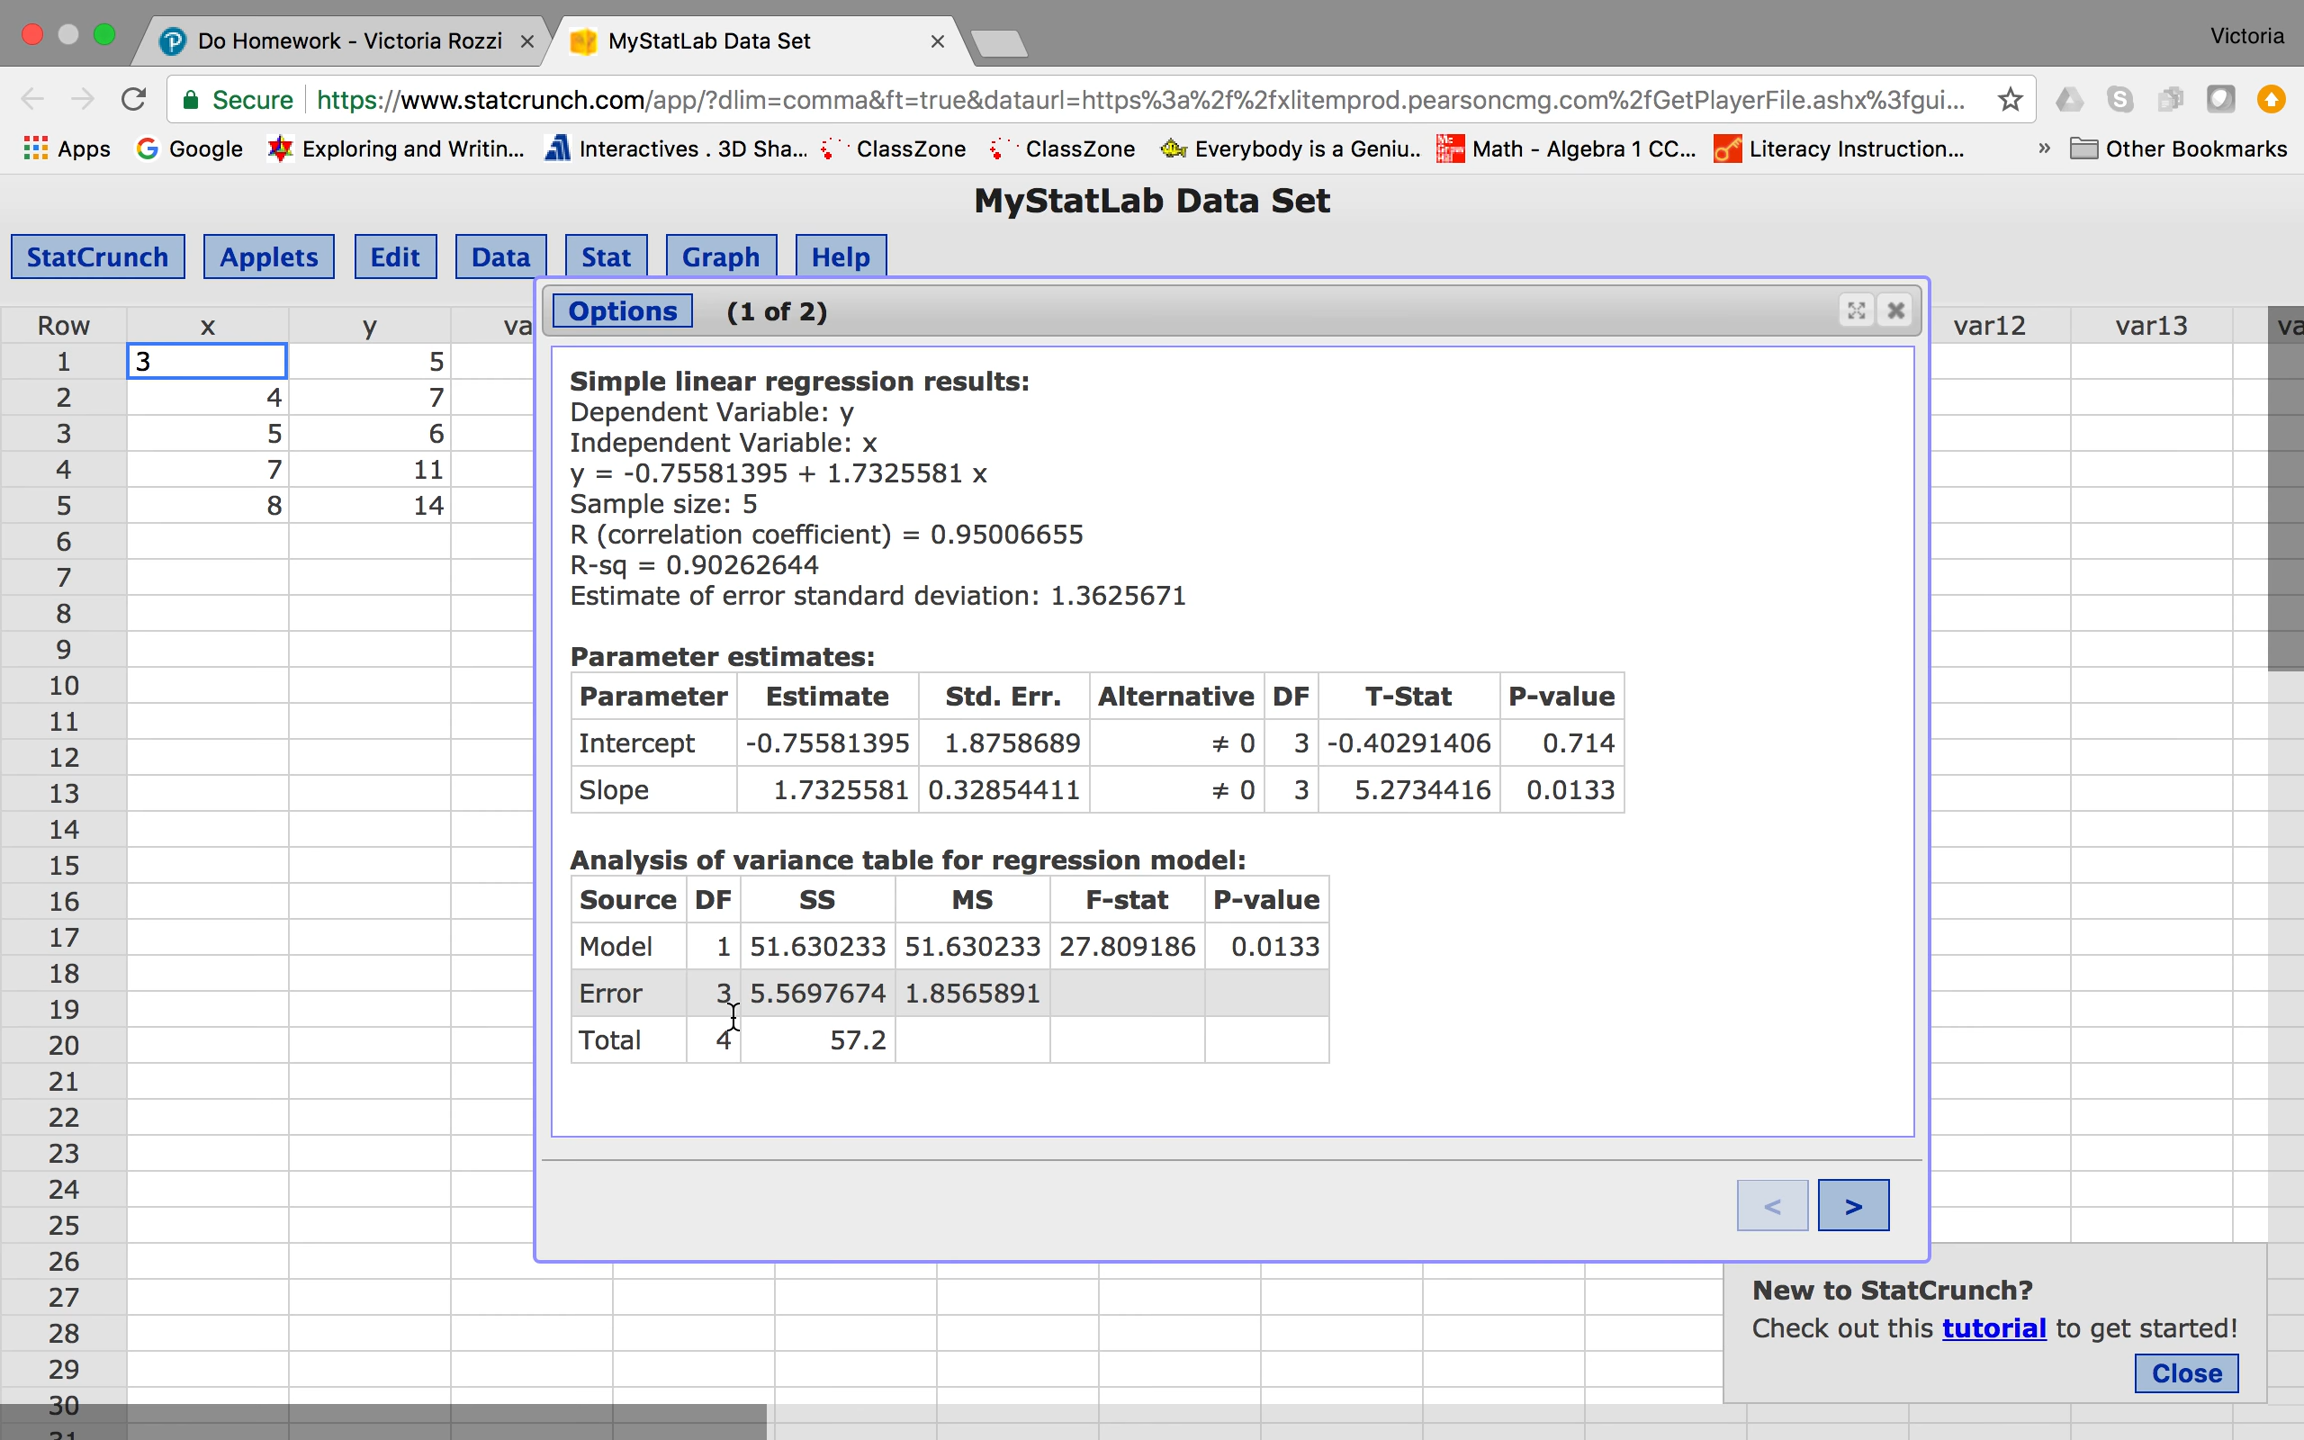 Do Homework - Victoria Rozzi
MyStatLab Data Set
Victoria
Secure
https://www.statcrunch.com/app/?dlim=comma&ft=true&dataurl=https%3a%2f%2fxlitemprod.pearsoncmg.com%2fGetPlayerFile.ashx%3fgui...
Apps
Google
Exploring and Writin...
Interactives . 3D Sha...
ClassZone
ClassZone
Everybody is a Geniu..
Math - Algebra 1 CC...
Literacy Instruction...
»
Other Bookmarks
MyStatLab Data Set
StatCrunch Applets Edit Data Stat Graph Help
Row x y va
1 3 5
2 4 7
3 5 6
4 7 11
5 8 14
6
7
8
9
10
11
12
13
14
15
16
17
18
19
20
21
22
23
24
25
26
27
28
29
30
31
var12 var13 va
Options (1 of 2)
Simple linear regression results:
Dependent Variable: y
Independent Variable: x
y = -0.75581395 + 1.7325581 x
Sample size: 5
R (correlation coefficient) = 0.95006655
R-sq = 0.90262644
Estimate of error standard deviation: 1.3625671
Parameter estimates:
Parameter Estimate Std. Err. Alternative DF T-Stat P-value
Intercept -0.75581395 1.8758689 ≠ 0 3 -0.40291406 0.714
Slope 1.7325581 0.32854411 ≠ 0 3 5.2734416 0.0133
Analysis of variance table for regression model:
Source DF SS MS F-stat P-value
Model 1 51.630233 51.630233 27.809186 0.0133
Error 3 5.5697674 1.8565891
Total 4 57.2
< >
New to StatCrunch?
Check out this tutorial to get started!
Close